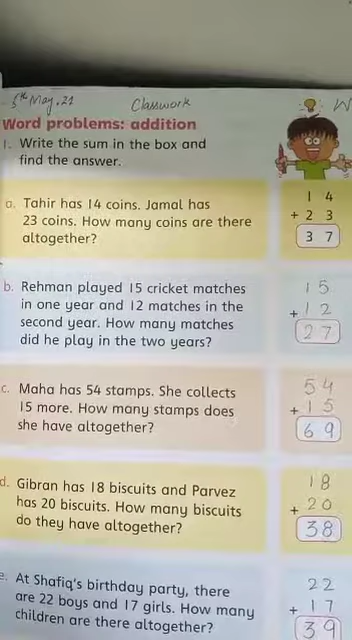 5th May. 21 Classwork W
Word problems: addition
1. Write the sum in the box and
find the answer.
a. Tahir has 14 coins. Jamal has
23 coins. How many coins are there
altogether?
1 4
+ 2 3
3 7
b. Rehman played 15 cricket matches
in one year and 12 matches in the
second year. How many matches
did he play in the two years?
1 5
+ 1 2
2 7
c. Maha has 54 stamps. She collects
15 more. How many stamps does
she have altogether?
5 4
+ 1 5
6 9
d. Gibran has 18 biscuits and Parvez
has 20 biscuits. How many biscuits
do they have altogether?
1 8
+ 2 0
3 8
e. At Shafiq's birthday party, there
are 22 boys and 17 girls. How many
children are there altogether?
2 2
+ 1 7
3 9